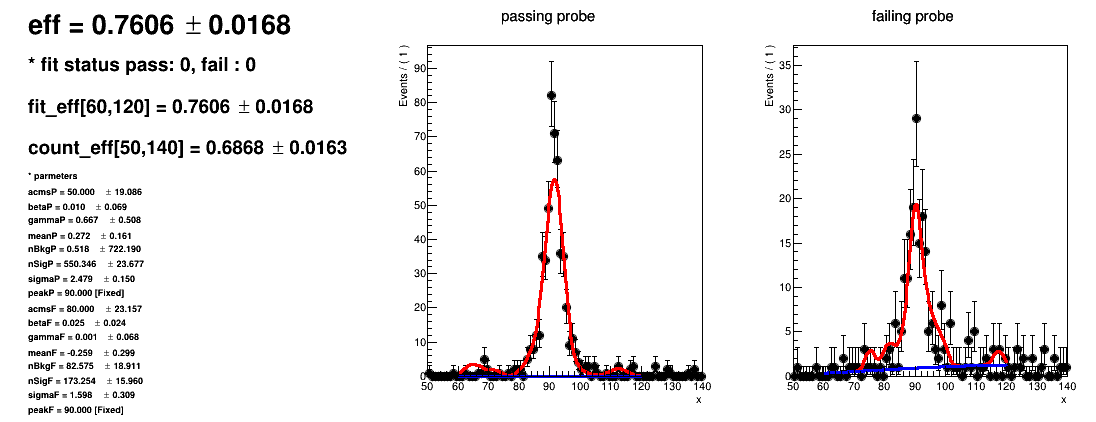 eff = 0.7606 ± 0.0168
* fit status pass: 0, fail : 0
fit_eff[60,120] = 0.7606 ± 0.0168
count_eff[50,140] = 0.6868 ± 0.0163
* parmeters
acmsP = 50.000 ± 19.086
betaP = 0.010 ± 0.069
gammaP = 0.667 ± 0.508
meanP = 0.272 ± 0.161
nBkgP = 0.518 ± 722.190
nSigP = 550.346 ± 23.677
sigmaP = 2.479 ± 0.150
peakP = 90.000 [Fixed]
acmsF = 80.000 ± 23.157
betaF = 0.025 ± 0.024
gammaF = 0.001 ± 0.068
meanF = -0.259 ± 0.299
nBkgF = 82.575 ± 18.911
nSigF = 173.254 ± 15.960
sigmaF = 1.598 ± 0.309
peakF = 90.000 [Fixed]
passing probe
Events / ( 1 )
90
80
70
60
50
40
30
20
10
0
50 60 70 80 90 100 110 120 130 140
x
failing probe
Events / ( 1 )
35
30
25
20
15
10
5
0
50 60 70 80 90 100 110 120 130 140
x